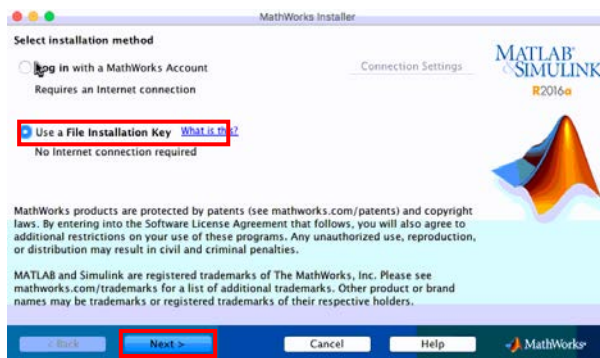 MathWorks Installer
Select installation method
Log in with a MathWorks Account
Connection Settings
Requires an Internet connection
MATLAB®
&SIMULINK®
R2016a
Use a File Installation Key What is this?
No Internet connection required
MathWorks products are protected by patents (see mathworks.com/patents) and copyright
laws. By entering into the Software License Agreement that follows, you will also agree to
additional restrictions on your use of these programs. Any unauthorized use, reproduction,
or distribution may result in civil and criminal penalties.
MATLAB and Simulink are registered trademarks of The MathWorks, Inc. Please see
mathworks.com/trademarks for a list of additional trademarks. Other product or brand
names may be trademarks or registered trademarks of their respective holders.
< Back
Next >
Cancel
Help
MathWorks®